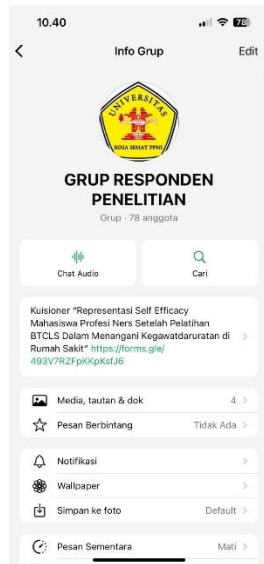 10.40
78
Info Grup
Edit
UNIVERSITAS
BINA SEHAT PPNI
GRUP RESPONDEN
PENELITIAN
Grup · 78 anggota
Chat Audio
Cari
Kuisioner "Representasi Self Efficacy
Mahasiswa Profesi Ners Setelah Pelatihan
BTCLS Dalam Menangani Kegawatdaruratan di
Rumah Sakit" https://forms.gle/
493V7RZFpKKpKsfJ6
Media, tautan & dok
4
Pesan Berbintang
Tidak Ada
Notifikasi
Wallpaper
Simpan ke foto
Default
Pesan Sementara
Mati